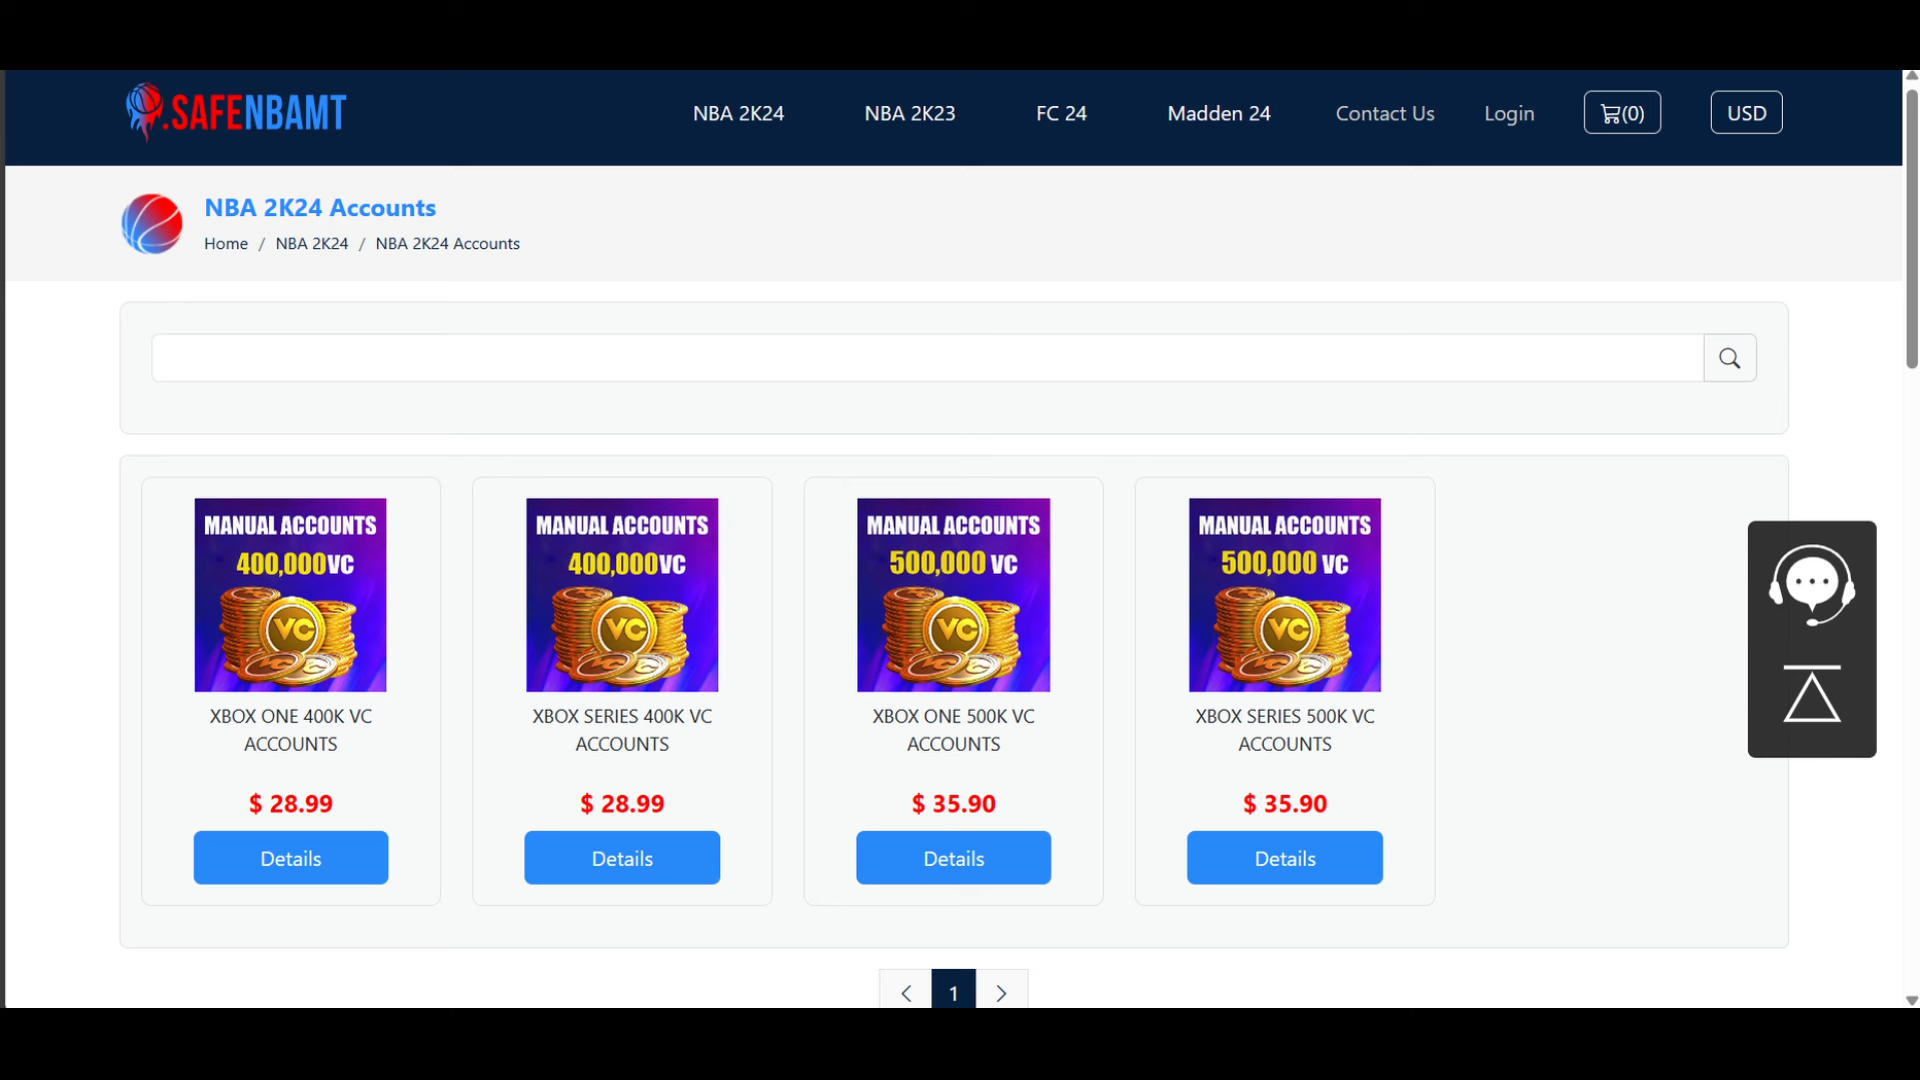 .SAFENBAMT
NBA 2K24
NBA 2K23
FC 24
Madden 24
Contact Us
Login
(0)
USD
NBA 2K24 Accounts
Home / NBA 2K24 / NBA 2K24 Accounts
MANUAL ACCOUNTS
400,000VC
VC
XBOX ONE 400K VC
ACCOUNTS
$ 28.99
Details
MANUAL ACCOUNTS
400,000VC
VC
XBOX SERIES 400K VC
ACCOUNTS
$ 28.99
Details
MANUAL ACCOUNTS
500,000 VC
VC
XBOX ONE 500K VC
ACCOUNTS
$ 35.90
Details
MANUAL ACCOUNTS
500,000 VC
VC
XBOX SERIES 500K VC
ACCOUNTS
$ 35.90
Details
1